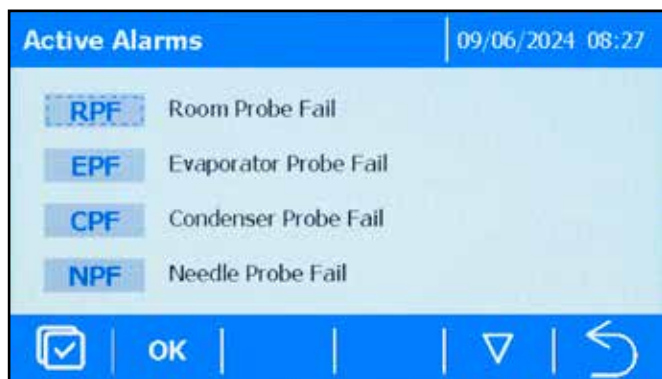 Active Alarms 09/06/2024 08:27
RPF Room Probe Fail
EPF Evaporator Probe Fail
CPF Condenser Probe Fail
NPF Needle Probe Fail
OK